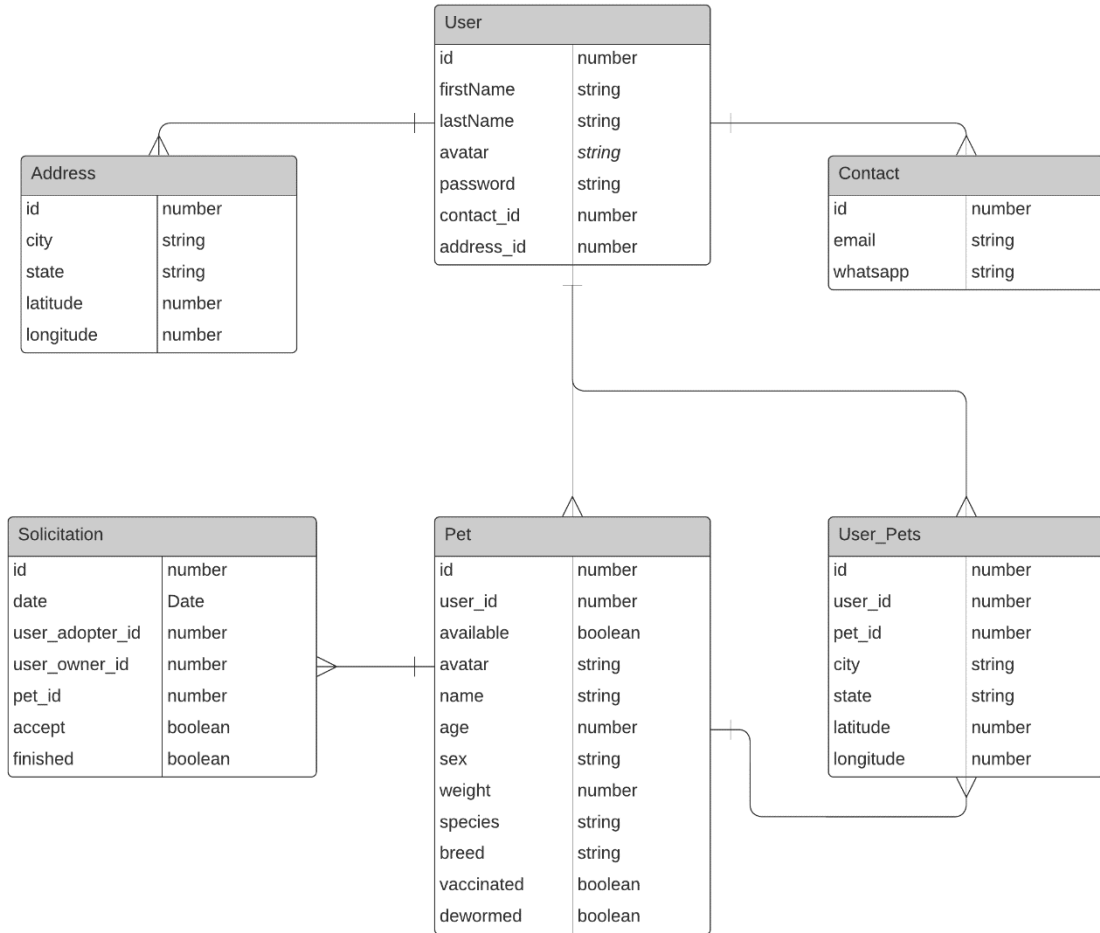 User
id number
firstName string
lastName string
avatar string
password string
contact_id number
address_id number
Address
id number
city string
state string
latitude number
longitude number
Contact
id number
email string
whatsapp string
Solicitation
id number
date Date
user_adopter_id number
user_owner_id number
pet_id number
accept boolean
finished boolean
Pet
id number
user_id number
available boolean
avatar string
name string
age number
sex string
weight number
species string
breed string
vaccinated boolean
dewormed boolean
User_Pets
id number
user_id number
pet_id number
city string
state string
latitude number
longitude number